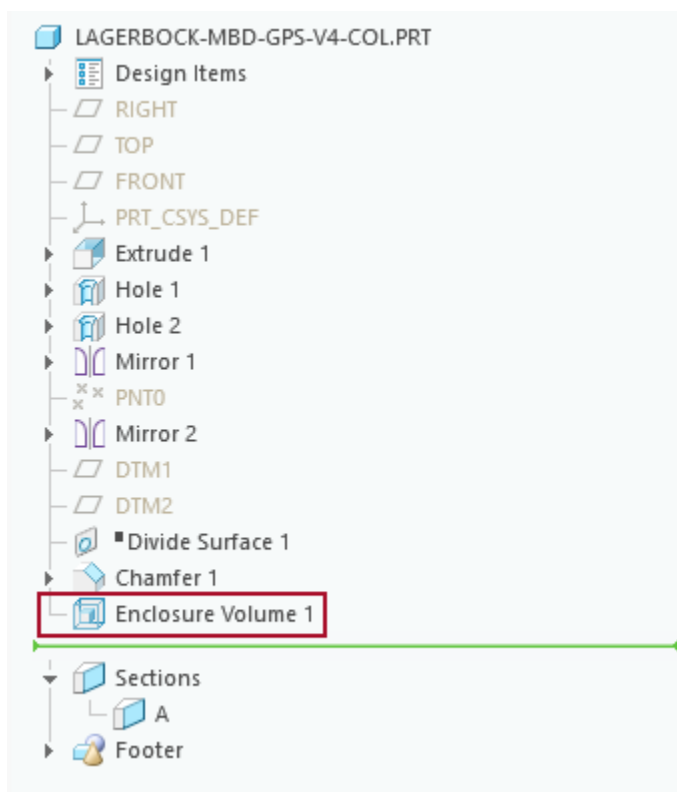 LAGERBOCK-MBD-GPS-V4-COL.PRT
Design Items
RIGHT
TOP
FRONT
PRT_CSYS_DEF
Extrude 1
Hole 1
Hole 2
Mirror 1
PNT0
Mirror 2
DTM1
DTM2
Divide Surface 1
Chamfer 1
Enclosure Volume 1
Sections
A
Footer